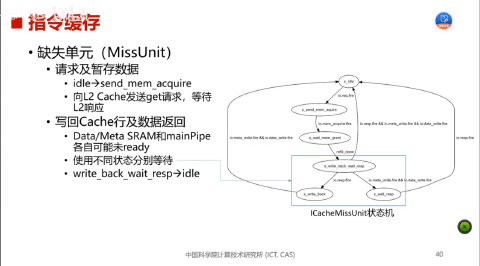 指令缓存
• 缺失单元（MissUnit）
• 请求及暂存数据
• idle→send_mem_acquire
• 向L2 Cache发送get请求，等待
L2响应
• 写回Cache行及数据返回
• Data/Meta SRAM和mainPipe
各自可能未ready
• 使用不同状态分别等待
• write_back_wait_resp→idle
s_idle
io.req.fire
s_send_mem_aquire
io.mem_acquire.fire
s_wait_mem_grant
refill_done
s_write_back_wait_resp
io.resp.fire
io.meta_write.fire && io.data_write.fire
s_write_back
s_wait_resp
io.meta_write.fire && io.data_write.fire
io.resp.fire && io.meta_write.fire && io.data_write.fire
io.resp.fire
ICacheMissUnit状态机
中国科学院计算技术研究所 (ICT, CAS)
40